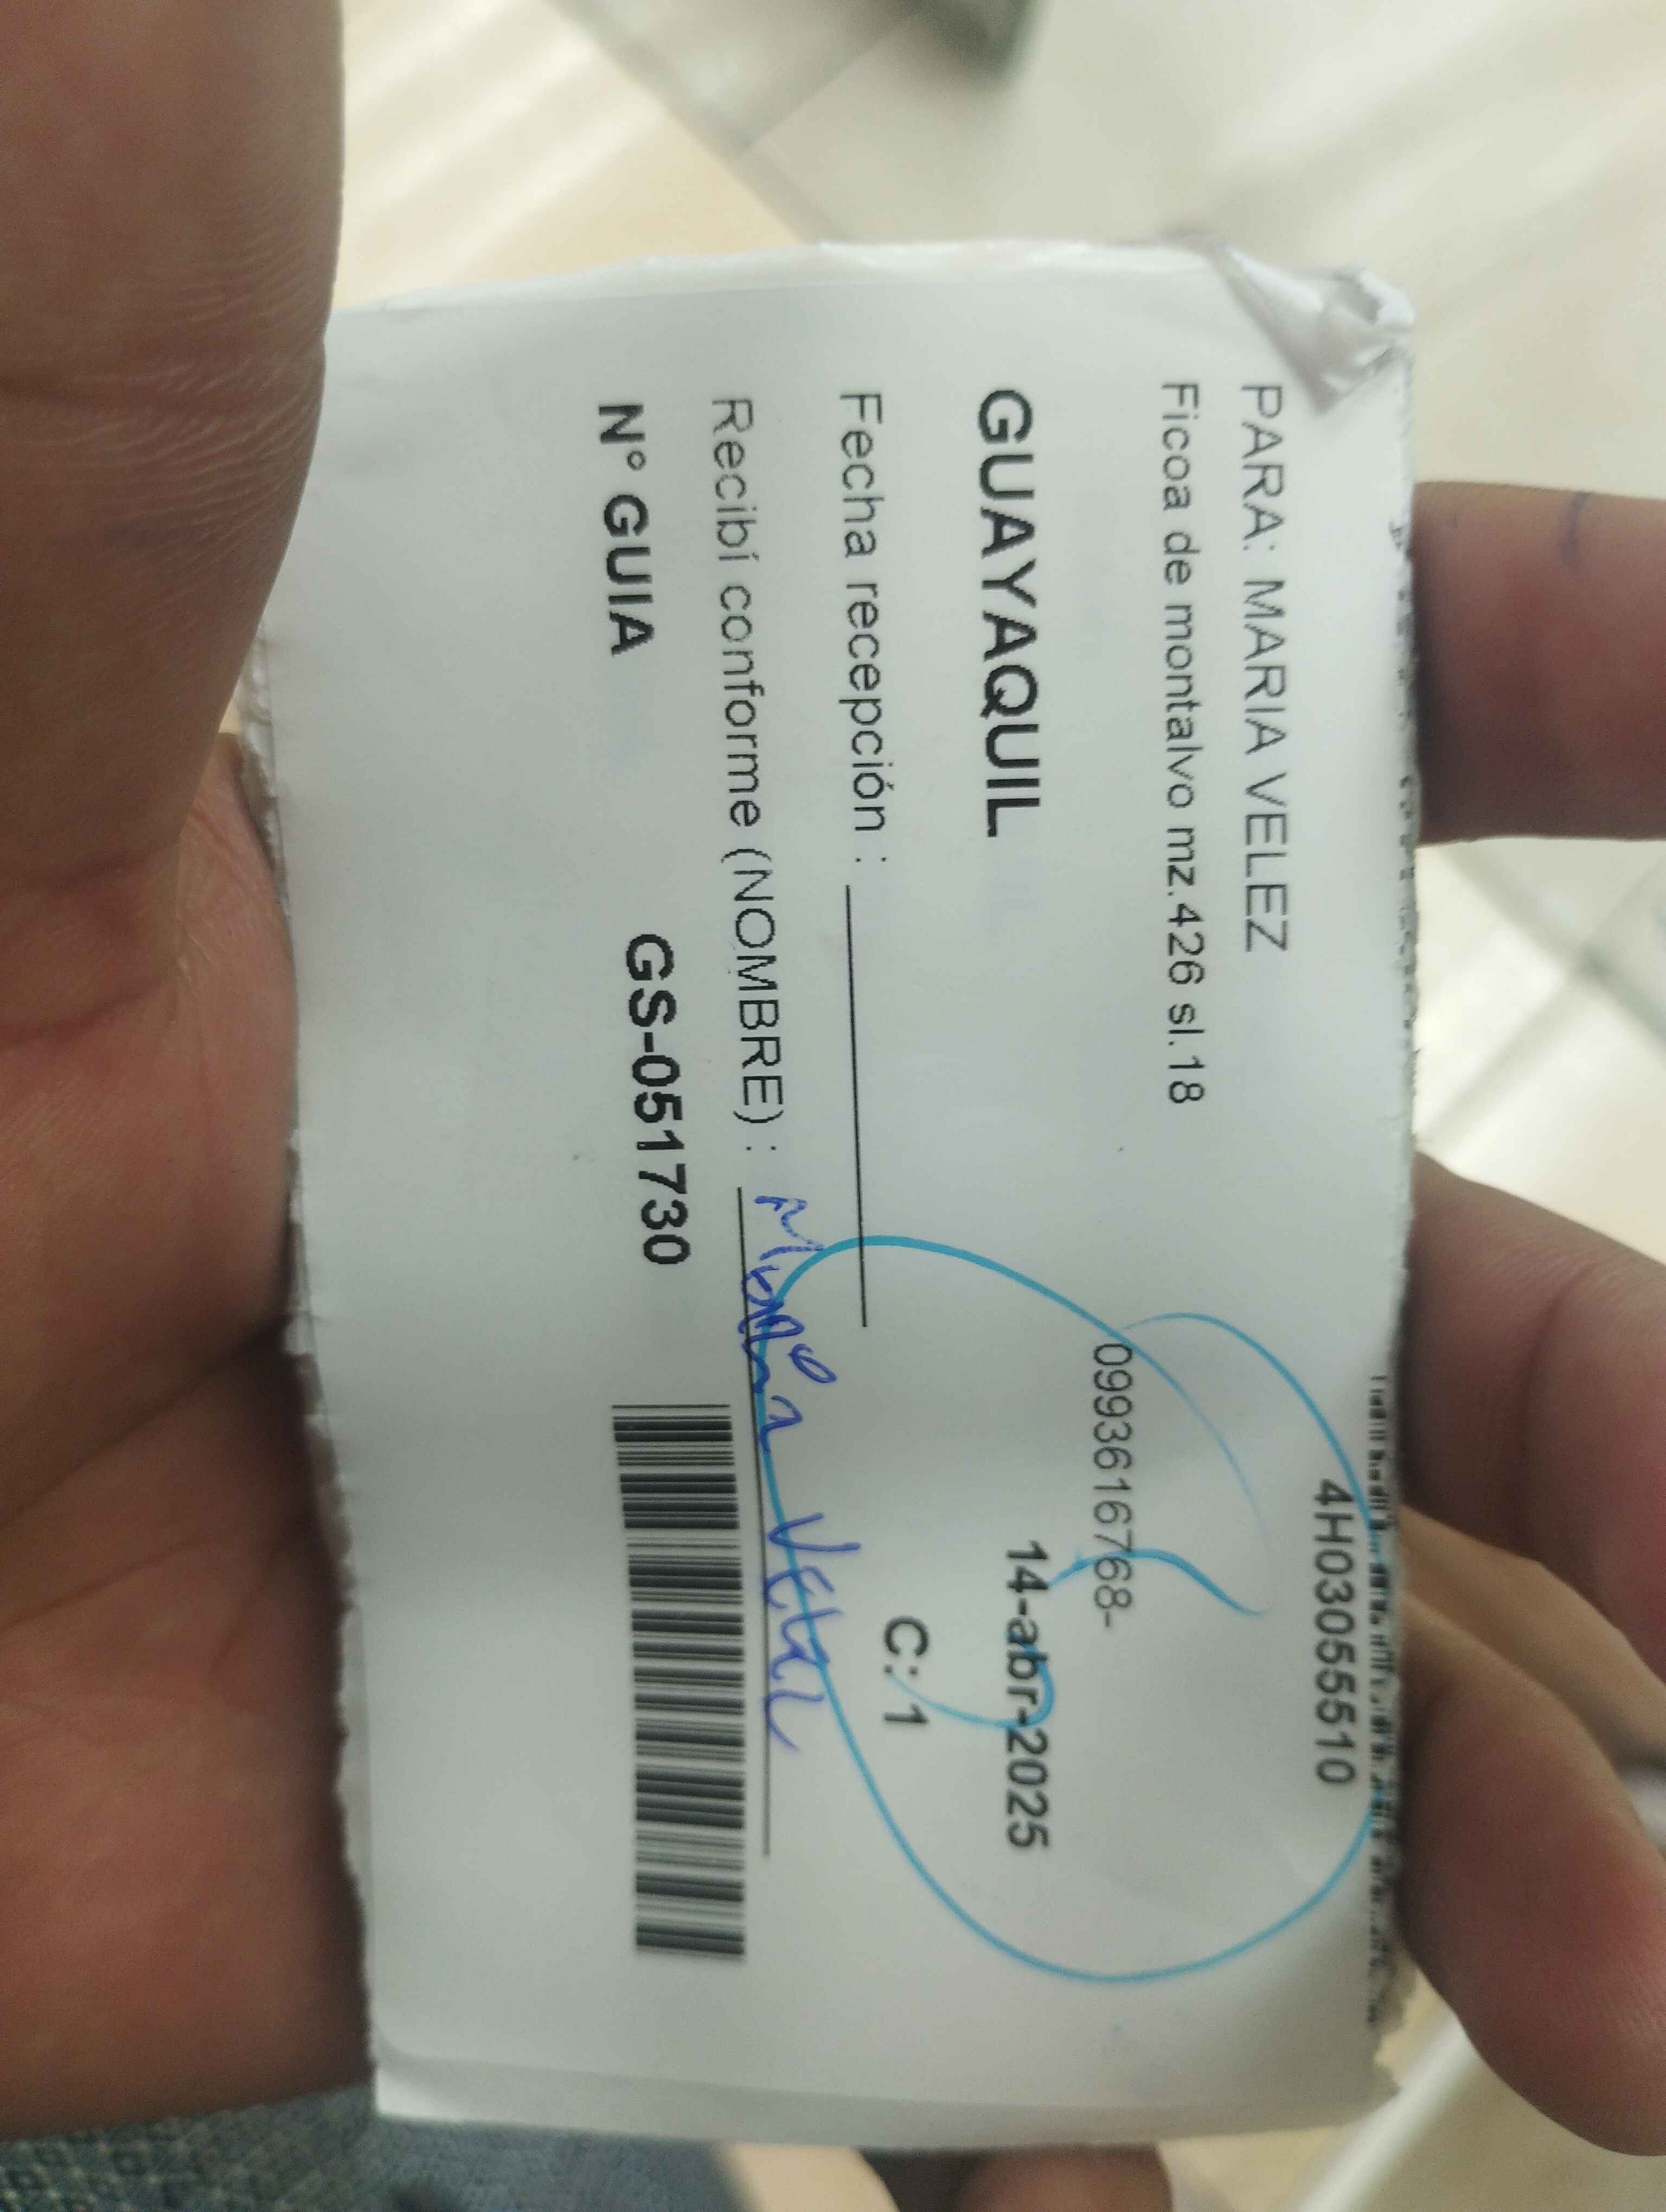 4H03055510
PARA: MARIA VELEZ
Ficoa de montalvo mz.426 sl.18
0993616768-
GUAYAQUIL 14-abr-2025
Fecha recepción : C: 1
Recibí conforme (NOMBRE) : Velez
N° GUIA GS-051730